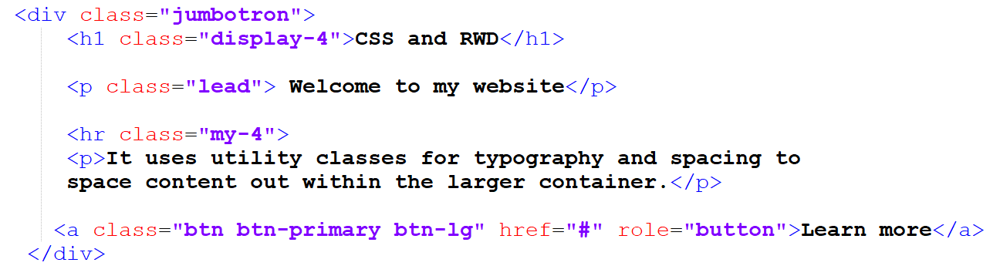 <div class="jumbotron">
<h1 class="display-4">CSS and RWD</h1>
<p class="lead"> Welcome to my website</p>
<hr class="my-4">
<p>It uses utility classes for typography and spacing to
space content out within the larger container.</p>
<a class="btn btn-primary btn-lg" href="#" role="button">Learn more</a>
</div>